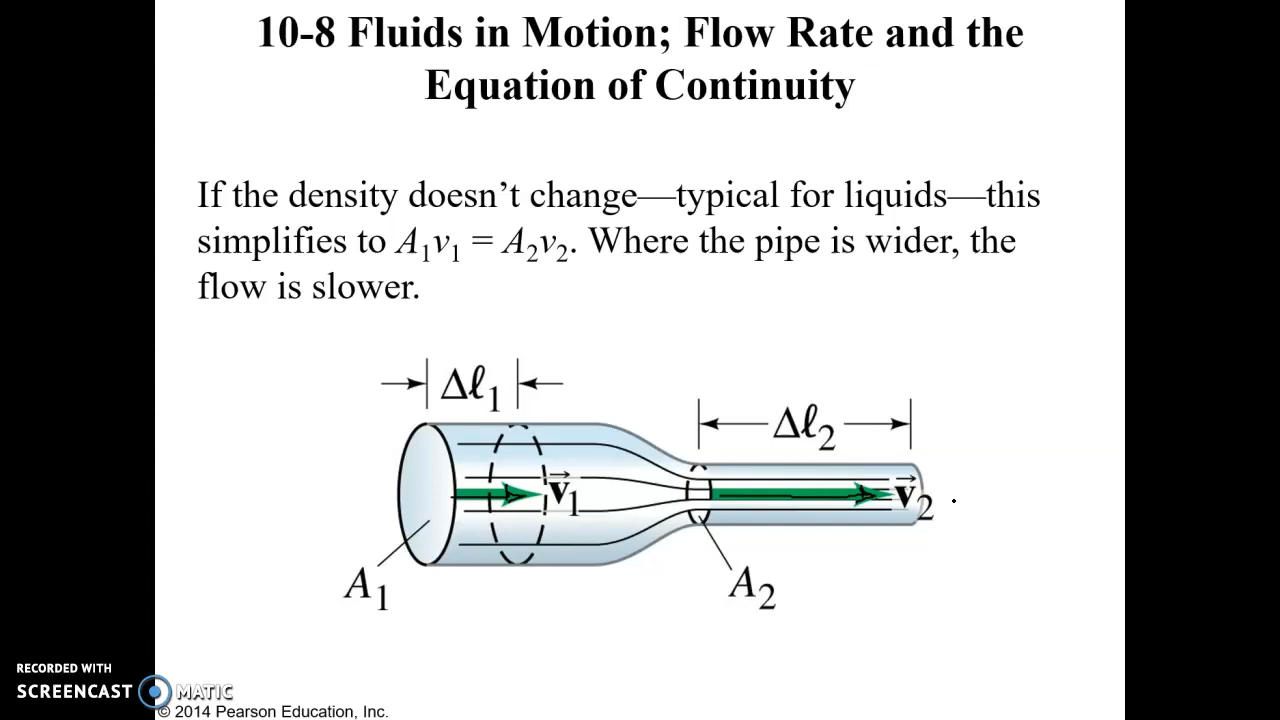 10-8 Fluids in Motion; Flow Rate and the
Equation of Continuity
If the density doesn’t change—typical for liquids—this
simplifies to A₁v₁ = A₂v₂. Where the pipe is wider, the
flow is slower.
Δℓ₁
Δℓ₂
v⃗₁
v⃗₂
A₁
A₂
RECORDED WITH
SCREENCAST MATIC
© 2014 Pearson Education, Inc.